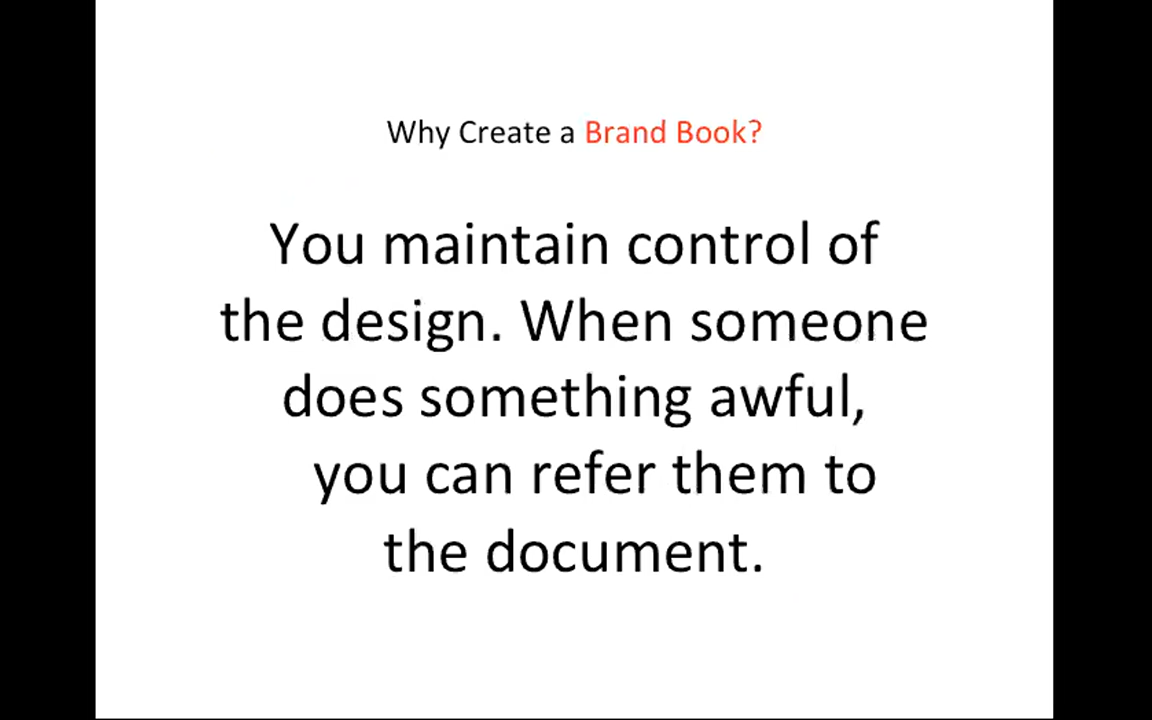 Why Create a Brand Book?
You maintain control of
the design. When someone
does something awful,
you can refer them to
the document.